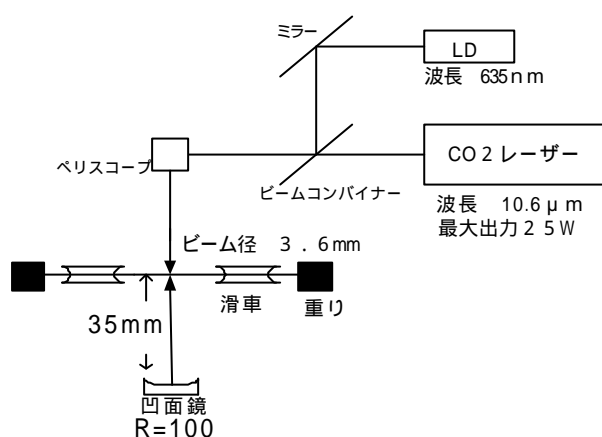 ミラー
LD
波長 635nm
ペリスコープ
ビームコンバイナー
CO2レーザー
波長 10.6μm
最大出力25W
ビーム径 3.6mm
滑車
重り
35mm
凹面鏡
R=100